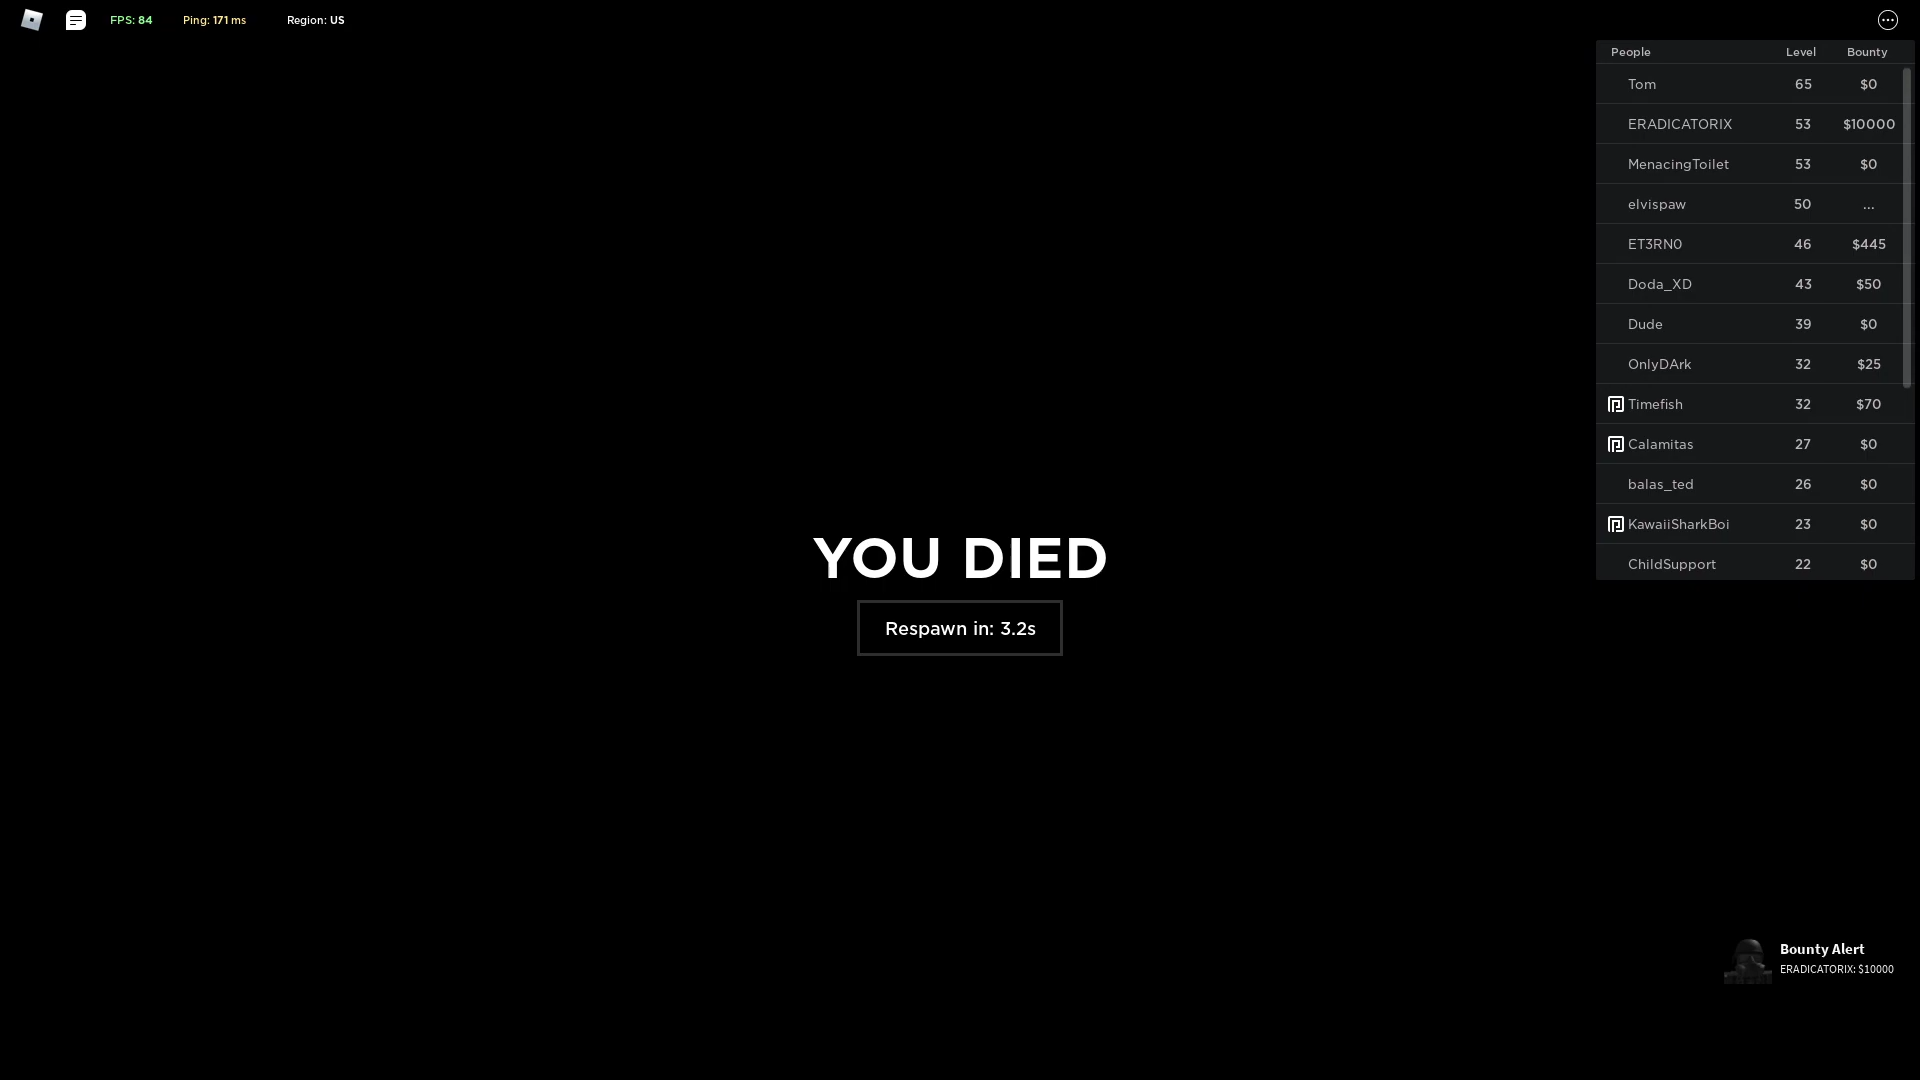 FPS: 84 Ping: 171 ms Region: US
People Level Bounty
Tom 65 $0
ERADICATORIX 53 $10000
MenacingToilet 53 $0
elvispaw 50 ...
ET3RN0 46 $445
Doda_XD 43 $50
Dude 39 $0
OnlyDArk 32 $25
Timefish 32 $70
Calamitas 27 $0
balas_ted 26 $0
KawaiiSharkBoi 23 $0
ChildSupport 22 $0
YOU DIED
Respawn in: 3.2s
Bounty Alert
ERADICATORIX: $10000